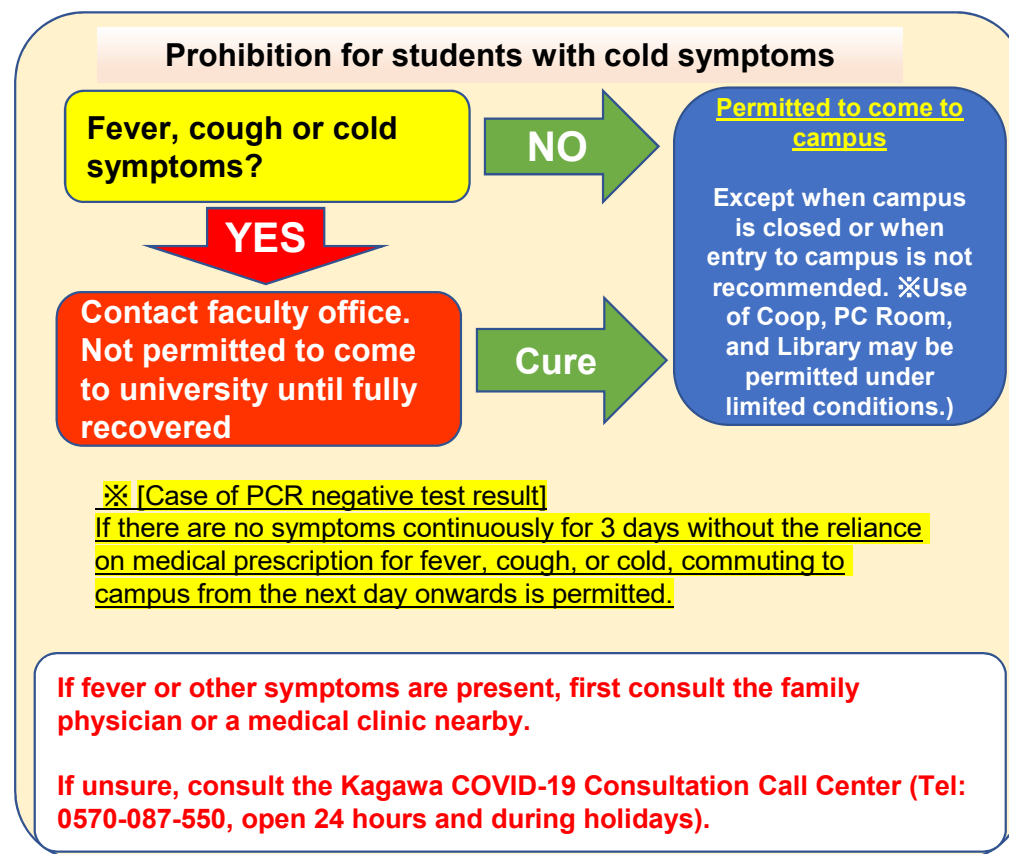 Prohibition for students with cold symptoms
Fever, cough or cold
symptoms?
NO
Permitted to come to
campus
Except when campus
is closed or when
entry to campus is not
recommended. ※Use
of Coop, PC Room,
and Library may be
permitted under
limited conditions.)
YES
Contact faculty office.
Not permitted to come
to university until fully
recovered
Cure
※ [Case of PCR negative test result]
If there are no symptoms continuously for 3 days without the reliance
on medical prescription for fever, cough, or cold, commuting to
campus from the next day onwards is permitted.
If fever or other symptoms are present, first consult the family
physician or a medical clinic nearby.
If unsure, consult the Kagawa COVID-19 Consultation Call Center (Tel:
0570-087-550, open 24 hours and during holidays).